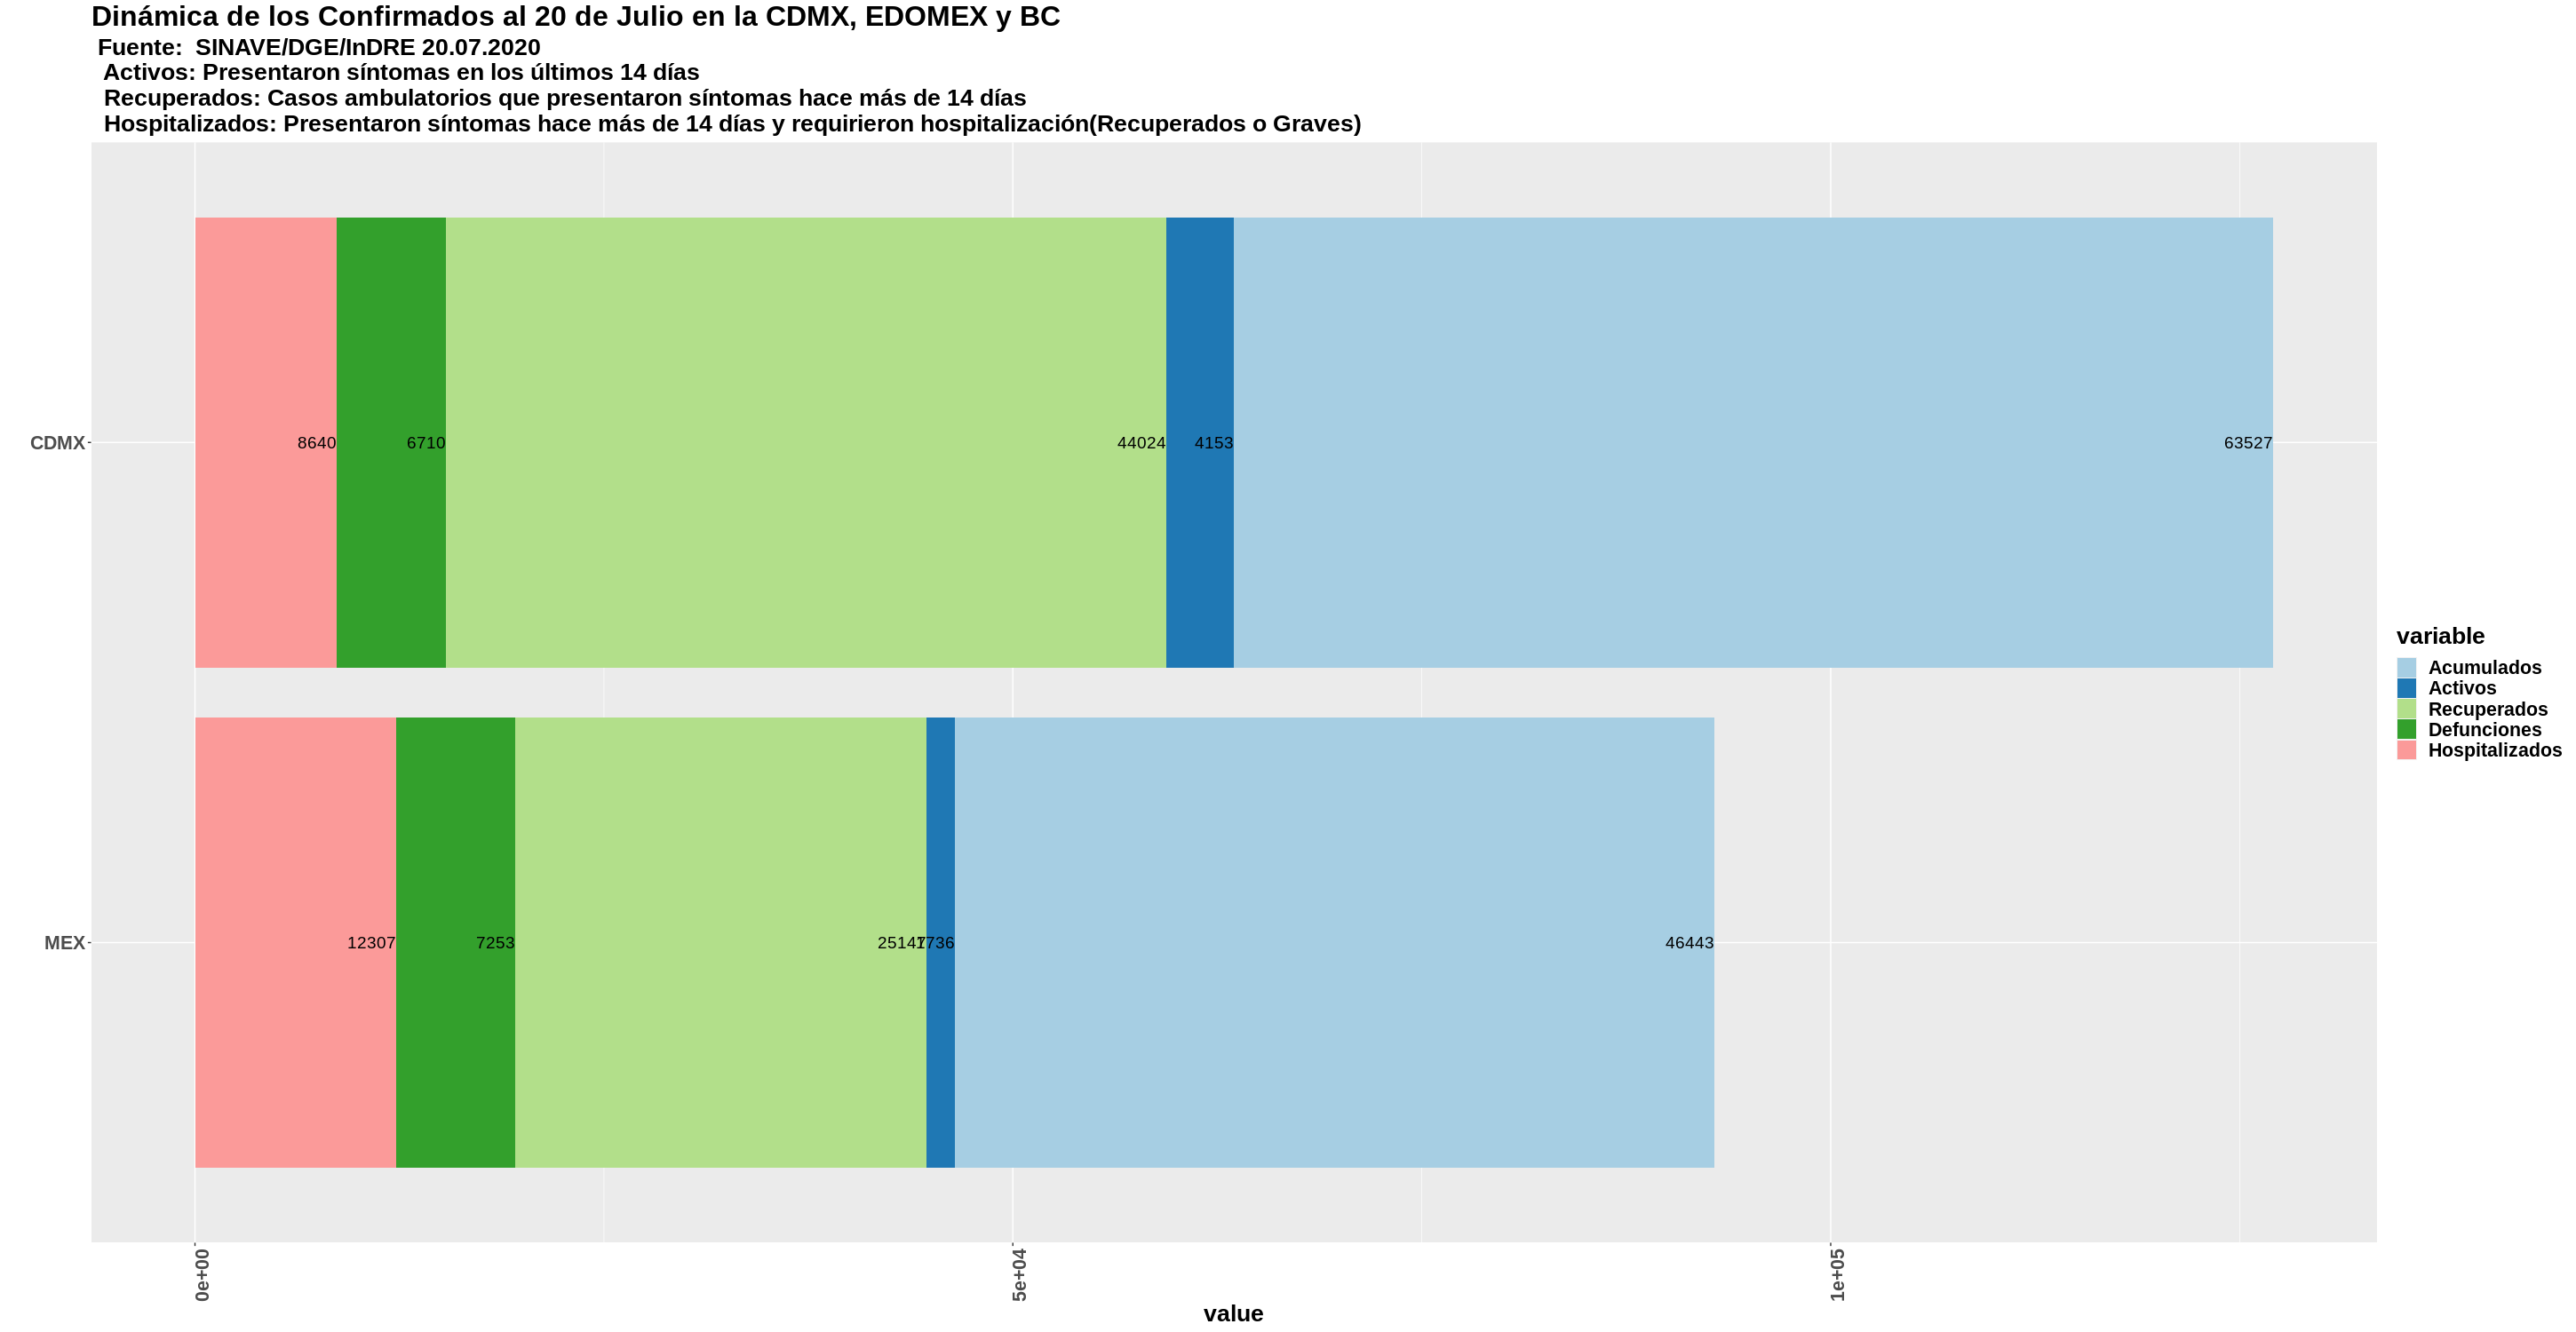 Dinámica de los Confirmados al 20 de Julio en la CDMX, EDOMEX y BC
Fuente: SINAVE/DGE/InDRE 20.07.2020
Activos: Presentaron síntomas en los últimos 14 días
Recuperados: Casos ambulatorios que presentaron síntomas hace más de 14 días
Hospitalizados: Presentaron síntomas hace más de 14 días y requirieron hospitalización(Recuperados o Graves)
CDMX
8640
6710
44024
4153
63527
MEX
12307
7253
25147
1736
46443
0e+00
5e+04
1e+05
value
variable
Acumulados
Activos
Recuperados
Defunciones
Hospitalizados